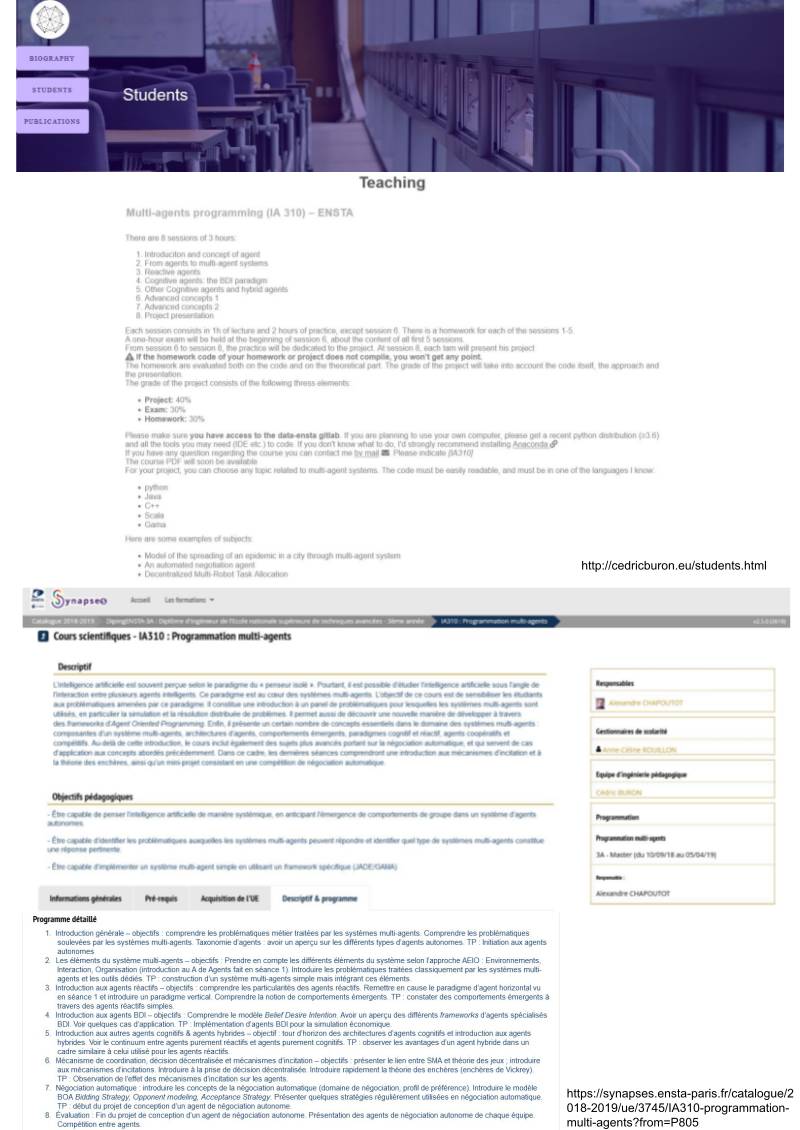 BIOGRAPHY
STUDENTS
PUBLICATIONS
Students
Teaching
Multi-agents programming (IA 310) – ENSTA
There are 8 sessions of 3 hours:
1. Introduciton and concept of agent
2. From agents to multi-agent systems
3. Reactive agents
4. Cognitive agents: the BDI paradigm
5. Other Cognitive agents and hybrid agents
6. Advanced concepts 1
7. Advanced concepts 2
8. Project presentation
Each session consists in 1h of lecture and 2 hours of practice, except session 6. There is a homework for each of the sessions 1-5.
A one-hour exam will be held at the beginning of session 6, about the content of all first 5 sessions.
From session 6 to session 8, the practice will be dedicated to the project. At session 8, each tam will present his project
⚠ If the homework code of your homework or project does not compile, you won't get any point.
The homework are evaluated both on the code and on the theoretical part. The grade of the project will take into account the code itself, the approach and
the presentation.
The grade of the project consists of the following thress elements:
• Project: 40%
• Exam: 30%
• Homework: 30%
Please make sure you have access to the data-ensta gitlab. If you are planning to use your own computer, please get a recent python distribution (≥3.6)
and all the tools you may need (IDE etc.) to code. If you don't know what to do, I'd strongly recommend installing Anaconda
If you have any question regarding the course you can contact me by mail. Please indicate [IA310]
The course PDF will soon be available
For your project, you can choose any topic related to multi-agent systems. The code must be easily readable, and must be in one of the languages I know:
• python
• Java
• C++
• Scala
• Gama
Here are some examples of subjects:
• Model of the spreading of an epidemic in a city through multi-agent system
• An automated negotiation agent
• Decentralized Multi-Robot Task Allocation
http://cedricburon.eu/students.html
Synapses
Accueil Les formations
Catalogue 2018-2019 DipingENSTA-3A : Diplôme d'ingénieur de l'Ecole nationale supérieure de techniques avancées - 3ème année IA310 : Programmation multi-agents
Cours scientifiques - IA310 : Programmation multi-agents
Descriptif
L'intelligence artificielle est souvent perçue selon le paradigme du « penseur isolé ». Pourtant, il est possible d'étudier l'intelligence artificielle sous l'angle de
l'interaction entre plusieurs agents intelligents. Ce paradigme est au cœur des systèmes multi-agents. L'objectif de ce cours est de sensibiliser les étudiants
aux problématiques amenées par ce paradigme. Il constitue une introduction à un panel de problématiques pour lesquelles les systèmes multi-agents sont
utilisés, en particulier la simulation et la résolution distribuée de problèmes. Il permet aussi de découvrir une nouvelle manière de développer à travers
des frameworks d'Agent Oriented Programming. Enfin, il présente un certain nombre de concepts essentiels dans le domaine des systèmes multi-agents :
composantes d'un système multi-agents, architectures d'agents, comportements émergents, paradigmes cognitif et réactif, agents coopératifs et
compétitifs. Au-delà de cette introduction, le cours inclut également des sujets plus avancés portant sur la négociation automatique, et qui servent de cas
d'application aux concepts abordés précédemment. Dans ce cadre, les dernières séances comprendront une introduction aux mécanismes d'incitation et à
la théorie des enchères, ainsi qu'un mini-projet consistant en une compétition de négociation automatique.
Objectifs pédagogiques
- Être capable de penser l'intelligence artificielle de manière systémique, en anticipant l'émergence de comportements de groupe dans un système d'agents
autonomes.
- Être capable d'identifier les problématiques auxquelles les systèmes multi-agents peuvent répondre et identifier quel type de systèmes multi-agents constitue
une réponse pertinente.
- Être capable d'implémenter un système multi-agent simple en utilisant un framework spécifique (JADE/GAMA)
Responsables
Alexandre CHAPOUTOT
Gestionnaires de scolarité
Anne-Céline ROUILLON
Equipe d'ingénierie pédagogique
Cédric BURON
Programmation
Programmation multi-agents
3A - Master (du 10/09/18 au 05/04/19)
Responsable :
Alexandre CHAPOUTOT
Informations générales Pré-requis Acquisition de l'UE Descriptif & programme
Programme détaillé
1. Introduction générale – objectifs : comprendre les problématiques métier traitées par les systèmes multi-agents. Comprendre les problématiques
soulevées par les systèmes multi-agents. Taxonomie d'agents : avoir un aperçu sur les différents types d'agents autonomes. TP : Initiation aux agents
autonomes
2. Les éléments du système multi-agents – objectifs : Prendre en compte les différents éléments du système selon l'approche AEIO : Environnements,
Interaction, Organisation (introduction au A de Agents fait en séance 1). Introduire les problématiques traitées classiquement par les systèmes multi-
agents et les outils dédiés. TP : construction d'un système multi-agents simple mais intégrant ces éléments.
3. Introduction aux agents réactifs – objectifs : comprendre les particularités des agents réactifs. Remettre en cause le paradigme d'agent horizontal vu
en séance 1 et introduire un paradigme vertical. Comprendre la notion de comportements émergents. TP : constater des comportements émergents à
travers des agents réactifs simples.
4. Introduction aux agents BDI – objectifs : Comprendre le modèle Belief Desire Intention. Avoir un aperçu des différents frameworks d'agents spécialisés
BDI. Voir quelques cas d'application. TP : Implémentation d'agents BDI pour la simulation économique.
5. Introduction aux autres agents cognitifs & agents hybrides – objectif : tour d'horizon des architectures d'agents cognitifs et introduction aux agents
hybrides. Voir le continuum entre agents purement réactifs et agents purement cognitifs. TP : observer les avantages d'un agent hybride dans un
cadre similaire à celui utilisé pour les agents réactifs.
6. Mécanisme de coordination, décision décentralisée et mécanismes d'incitation – objectifs : présenter le lien entre SMA et théorie des jeux ; introduire
aux mécanismes d'incitations. Introduire à la prise de décision décentralisée. Introduire rapidement la théorie des enchères (enchères de Vickrey).
TP : Observation de l'effet des mécanismes d'incitation sur les agents.
7. Négociation automatique : introduire les concepts de la négociation automatique (domaine de négociation, profil de préférence). Introduire le modèle
BOA Bidding Strategy, Opponent modeling, Acceptance Strategy. Présenter quelques stratégies régulièrement utilisées en négociation automatique.
TP : début du projet de conception d'un agent de négociation autonome.
8. Évaluation : Fin du projet de conception d'un agent de négociation automatique. Présentation des agents de négociation autonome de chaque équipe.
Compétition entre agents.
https://synapses.ensta-paris.fr/catalogue/2
018-2019/ue/3745/IA310-programmation-
multi-agents?from=P805